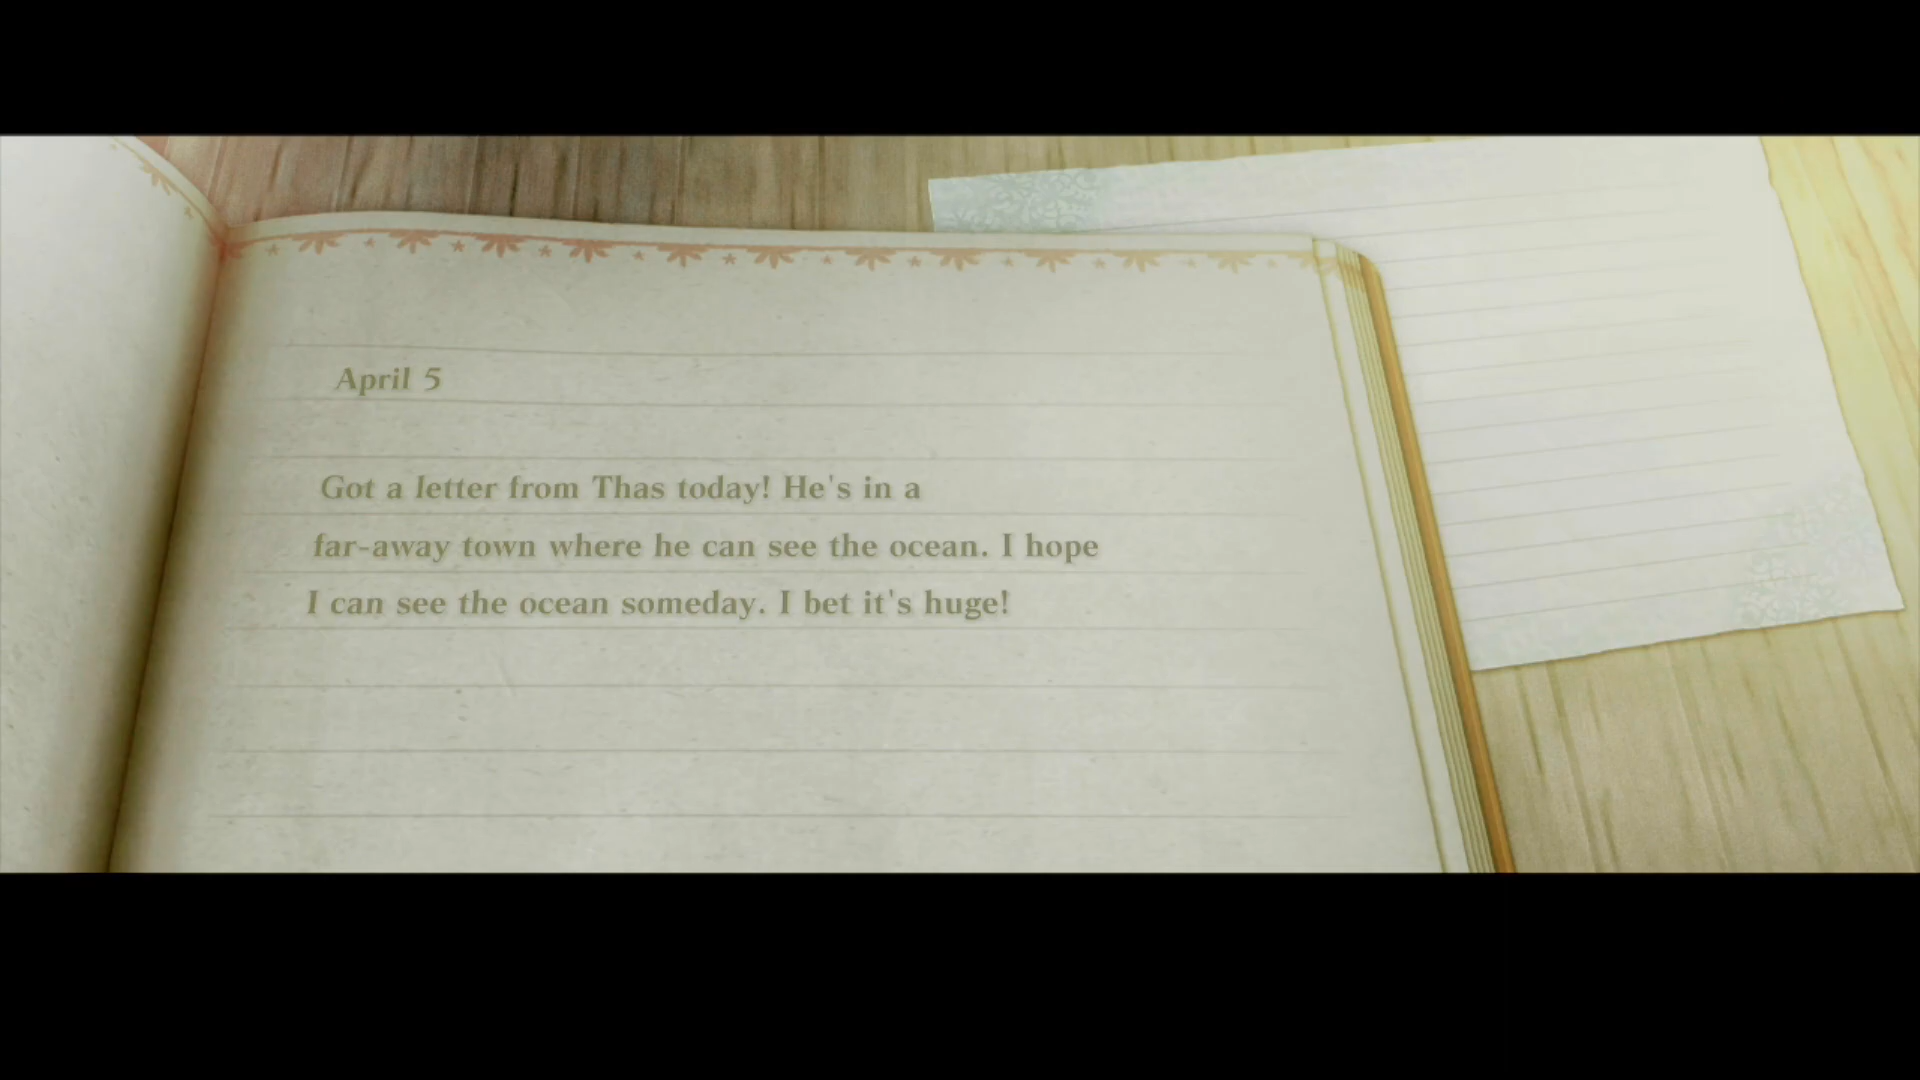 April 5
Got a letter from Thas today! He's in a
far-away town where he can see the ocean. I hope
I can see the ocean someday. I bet it's huge!